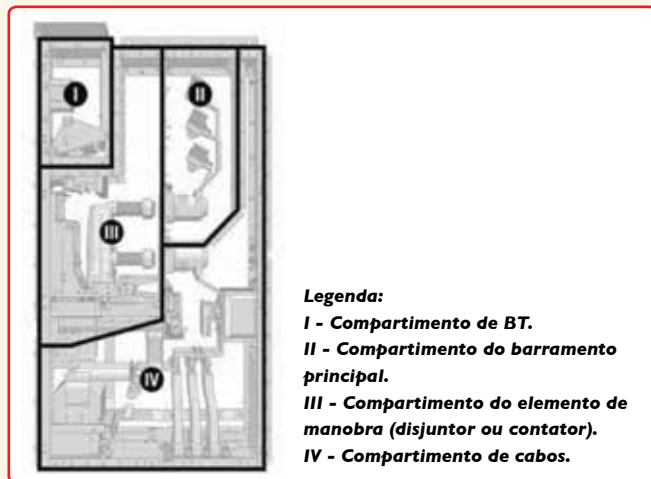 I
II
III
IV
Legenda:
I - Compartimento de BT.
II - Compartimento do barramento
principal.
III - Compartimento do elemento de
manobra (disjuntor ou contator).
IV - Compartimento de cabos.